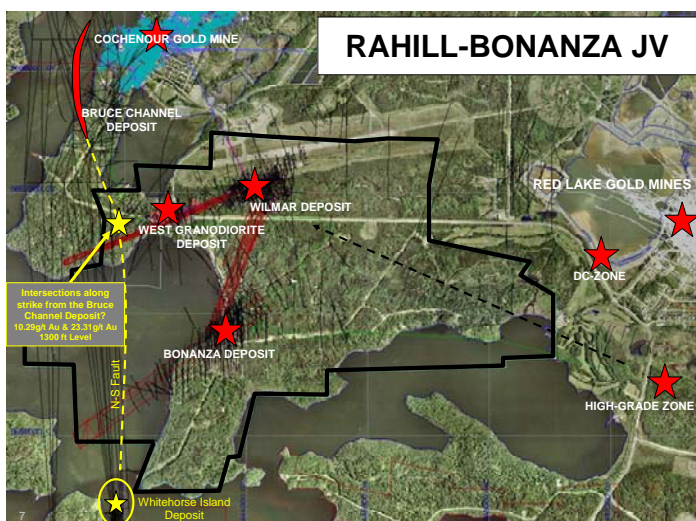 RAHILL-BONANZA JV
COCHENOUR GOLD MINE
BRUCE CHANNEL
DEPOSIT
RED LAKE GOLD MINES
WILMAR DEPOSIT
WEST GRANODIORITE
DEPOSIT
DC-ZONE
Intersections along
strike from the Bruce
Channel Deposit?
10.29g/t Au & 23.31g/t Au
1300 ft Level
BONANZA DEPOSIT
N-S Fault
HIGH-GRADE ZONE
Whitehorse Island
Deposit
7